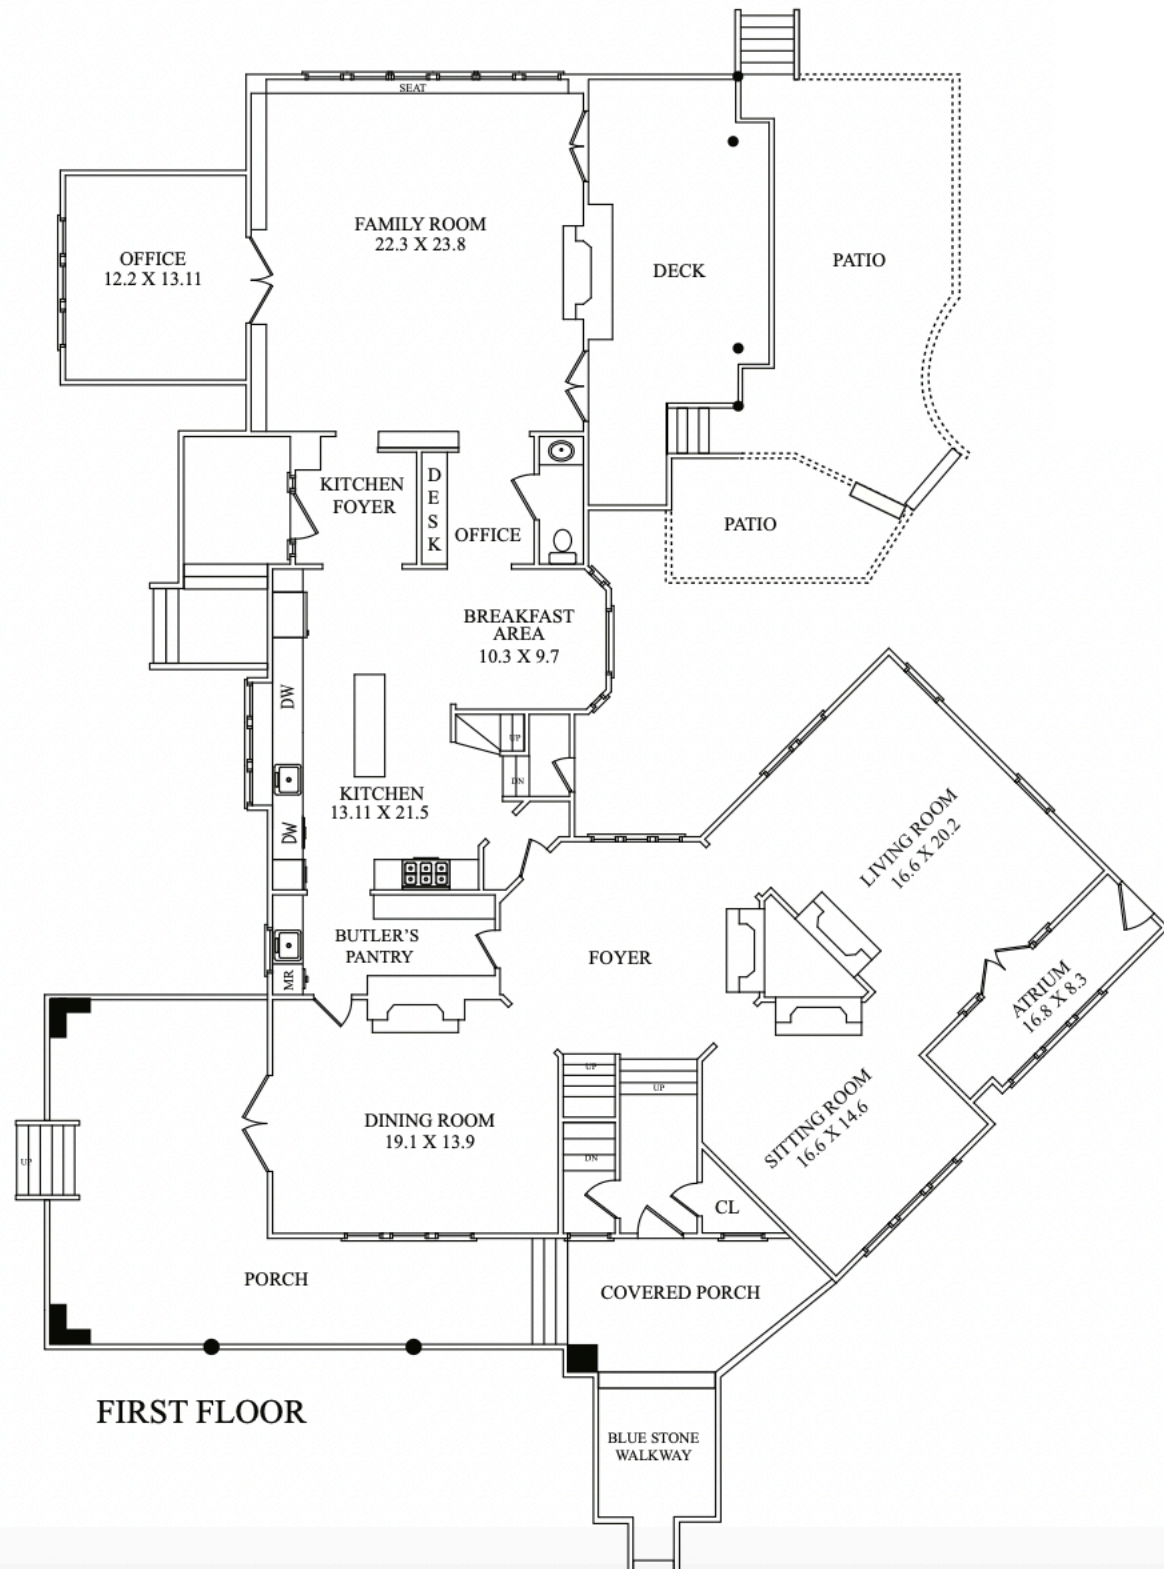 SEAT
FAMILY ROOM
22.3 X 23.8
OFFICE
12.2 X 13.11
DECK
PATIO
KITCHEN
FOYER
D
E
S
K
OFFICE
PATIO
BREAKFAST
AREA
10.3 X 9.7
DW
UP
DN
KITCHEN
13.11 X 21.5
DW
LIVING ROOM
16.6 X 20.2
BUTLER'S
PANTRY
MR
FOYER
ATRIUM
16.8 X 8.3
UP
UP
DINING ROOM
19.1 X 13.9
SITTING ROOM
16.6 X 14.6
UP
DN
CL
PORCH
COVERED PORCH
FIRST FLOOR
BLUE STONE
WALKWAY